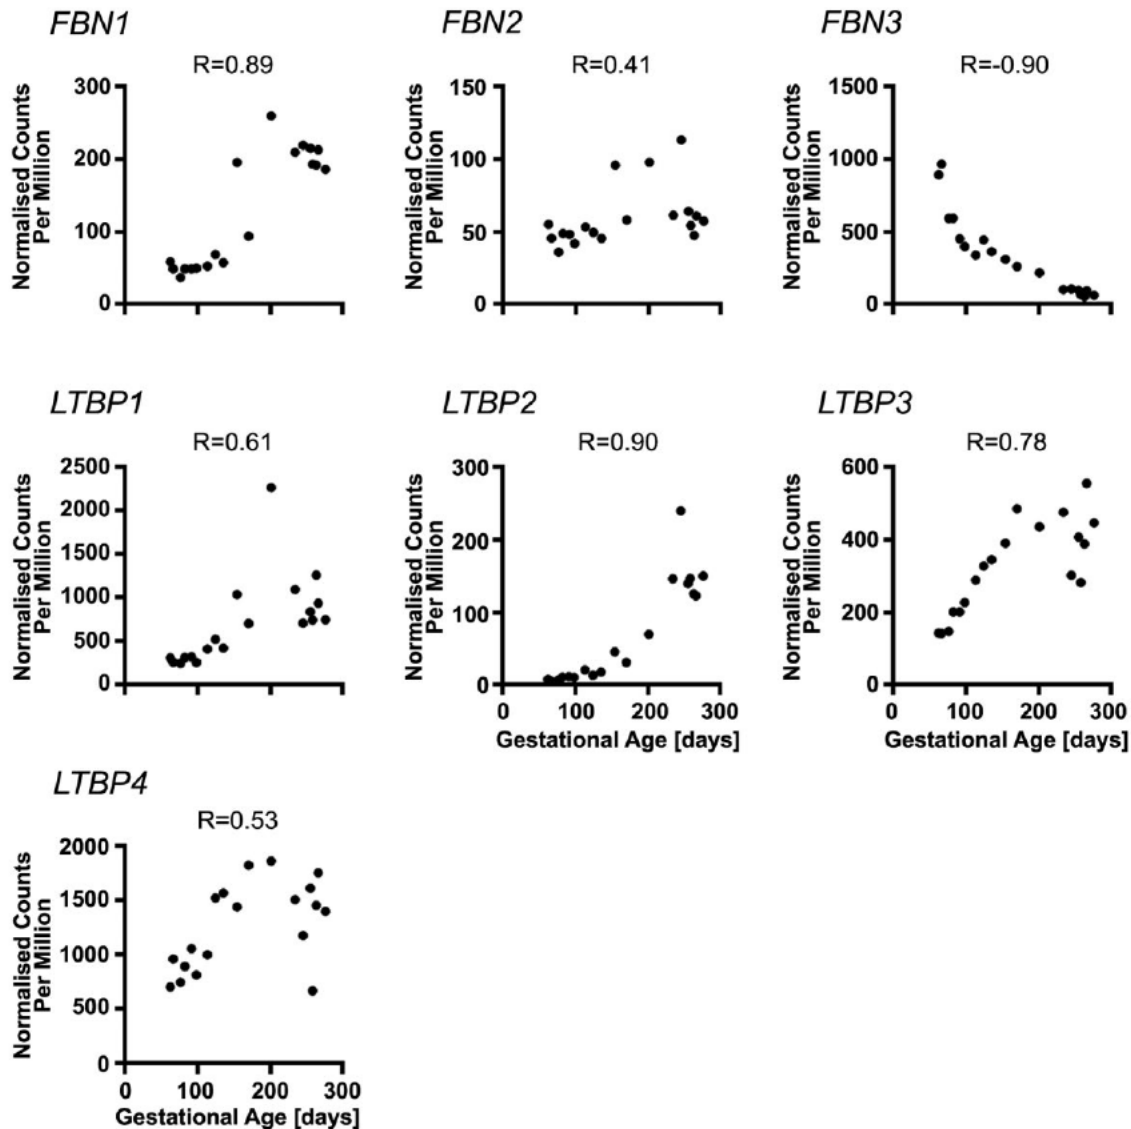 FBN1 FBN2 FBN3
R=0.89 R=0.41 R=-0.90
Normalised Counts
Per Million
300
200
100
0
Normalised Counts
Per Million
150
100
50
0
Normalised Counts
Per Million
1500
1000
500
0
LTBP1 LTBP2 LTBP3
R=0.61 R=0.90 R=0.78
Normalised Counts
Per Million
2500
2000
1500
1000
500
0
Normalised Counts
Per Million
300
200
100
0
0 100 200 300
Gestational Age [days]
Normalised Counts
Per Million
600
400
200
0
0 100 200 300
Gestational Age [days]
LTBP4
R=0.53
Normalised Counts
Per Million
2000
1500
1000
500
0
0 100 200 300
Gestational Age [days]